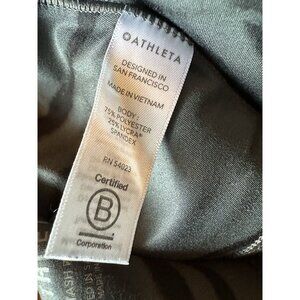 ATHLETA
DESIGNED IN
SAN FRANCISCO
MADE IN VIETNAM
BODY :
75% POLYESTER
25% LYCRA®
SPANDEX
RN 54023
Certified
B
Corporation